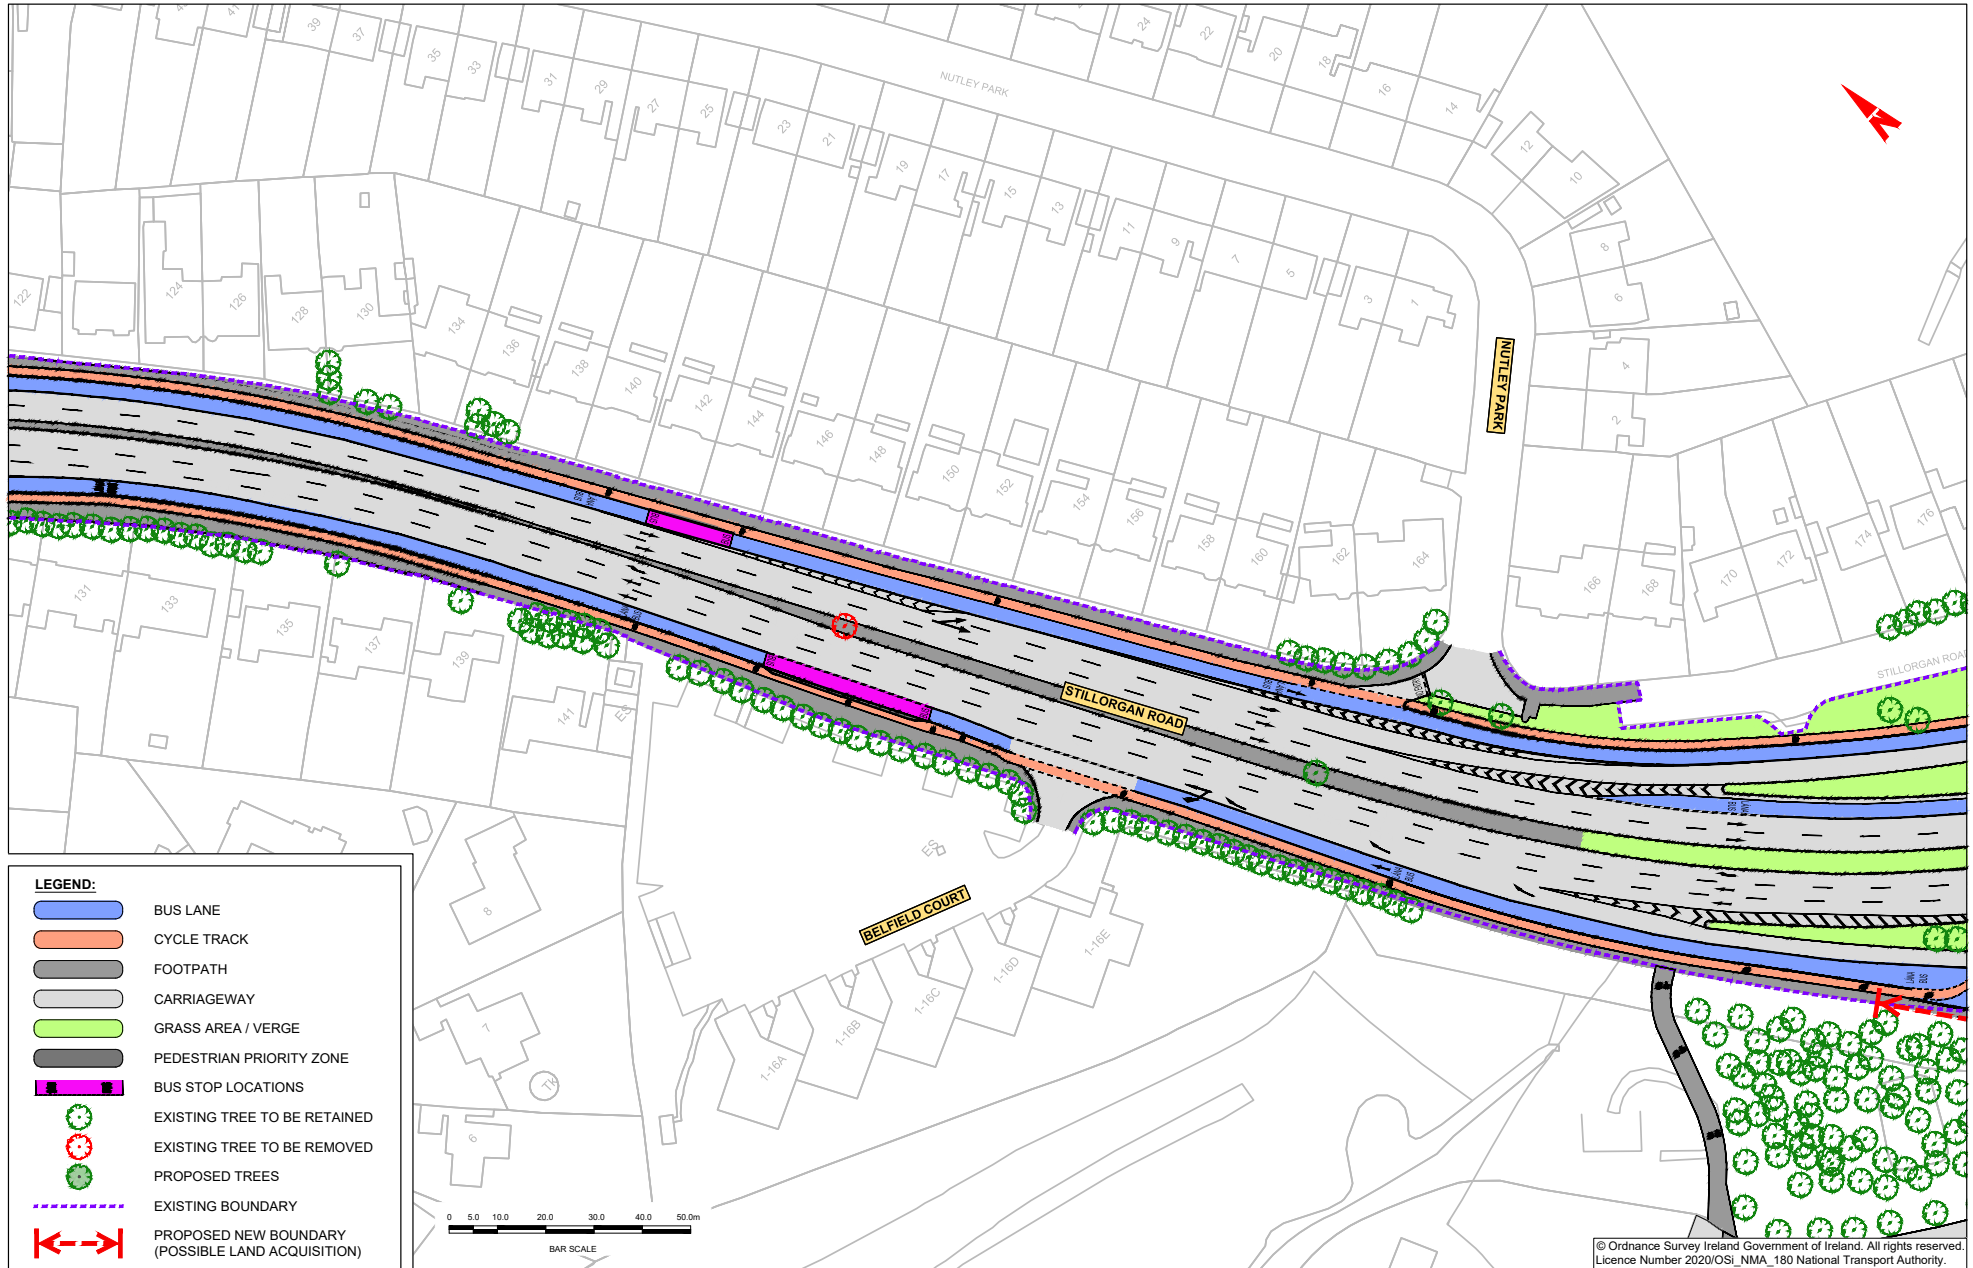 39
37
35
33
31
29
27
25
23
21
19
17
15
13
11
9
7
5
3
1
24
22
20
18
16
14
12
10
8
6
4
2
NUTLEY PARK
122
124
126
128
130
134
136
138
140
142
144
146
148
150
152
154
156
158
160
162
164
166
168
170
172
174
176
NUTLEY PARK
STILLORGAN ROAD
STILLORGAN ROAD
LÁNA
BUS
131
133
135
137
139
141
ES
ES
BELFIELD COURT
1-16A
1-16B
1-16C
1-16D
1-16E
8
7
6
TK
LEGEND:
BUS LANE
CYCLE TRACK
FOOTPATH
CARRIAGEWAY
GRASS AREA / VERGE
PEDESTRIAN PRIORITY ZONE
BUS STOP LOCATIONS
EXISTING TREE TO BE RETAINED
EXISTING TREE TO BE REMOVED
PROPOSED TREES
EXISTING BOUNDARY
PROPOSED NEW BOUNDARY
(POSSIBLE LAND ACQUISITION)
0 5.0 10.0 20.0 30.0 40.0 50.0m
BAR SCALE
N
© Ordnance Survey Ireland Government of Ireland. All rights reserved.
Licence Number 2020/OSi_NMA_180 National Transport Authority.